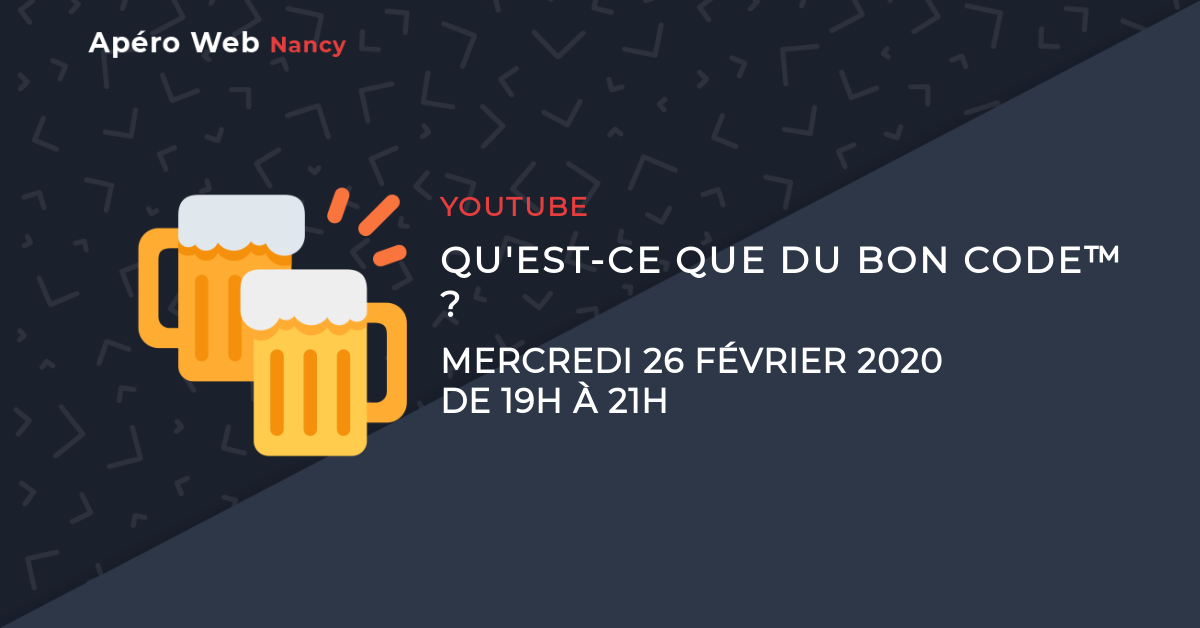 Apéro Web Nancy
YOUTUBE
QU'EST-CE QUE DU BON CODE™
?
MERCREDI 26 FÉVRIER 2020
DE 19H À 21H